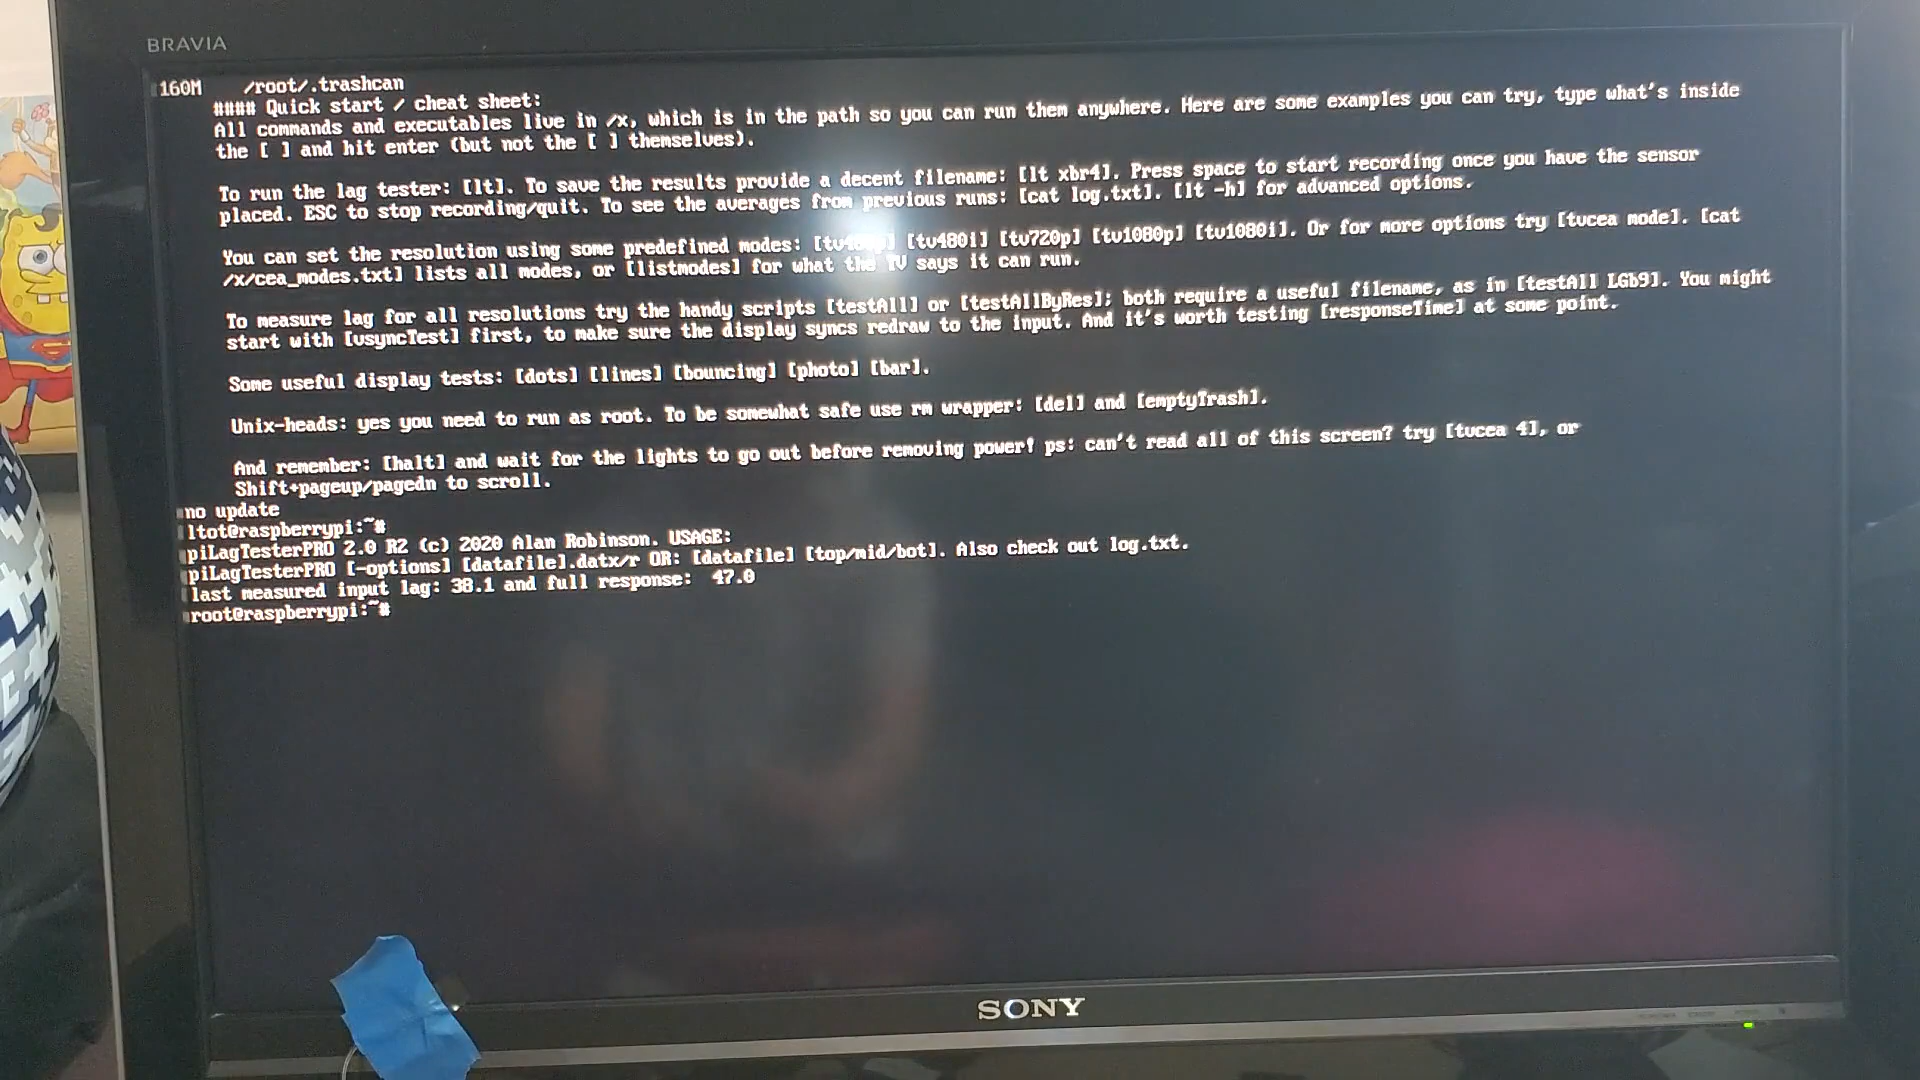 BRAVIA
160M /root/.trashcan
#### Quick start / cheat sheet:
All commands and executables live in /x, which is in the path so you can run them anywhere. Here are some examples you can try, type what's inside
the [ ] and hit enter (but not the [ ] themselves).
To run the lag tester: [lt]. To save the results provide a decent filename: [lt xbr4]. Press space to start recording once you have the sensor
placed. ESC to stop recording/quit. To see the averages from previous runs: [cat log.txt]. [lt -h] for advanced options.
You can set the resolution using some predefined modes: [tv480i] [tv720p] [tv1080p] [tv1080i]. Or for more options try [tvcea mode]. [cat
/x/cea_modes.txt] lists all modes, or [listmodes] for what the TV says it can run.
To measure lag for all resolutions try the handy scripts [testAll] or [testAllByRes]; both require a useful filename, as in [testAll LGb9]. You might
start with [vsyncTest] first, to make sure the display syncs redraw to the input. And it's worth testing [responseTime] at some point.
Some useful display tests: [dots] [lines] [bouncing] [photo] [bar].
Unix-heads: yes you need to run as root. To be somewhat safe use rm wrapper: [del] and [emptyTrash].
And remember: [halt] and wait for the lights to go out before removing power! ps: can't read all of this screen? try [tvcea 4], or
Shift+pageup/pagedn to scroll.
no update
ltot@raspberrypi:~#
piLagTesterPRO 2.0 R2 (c) 2020 Alan Robinson. USAGE:
piLagTesterPRO [-options] [datafile].datx/r OR: [datafile] [top/mid/bot]. Also check out log.txt.
last measured input lag: 38.1 and full response: 47.0
root@raspberrypi:~#
SONY